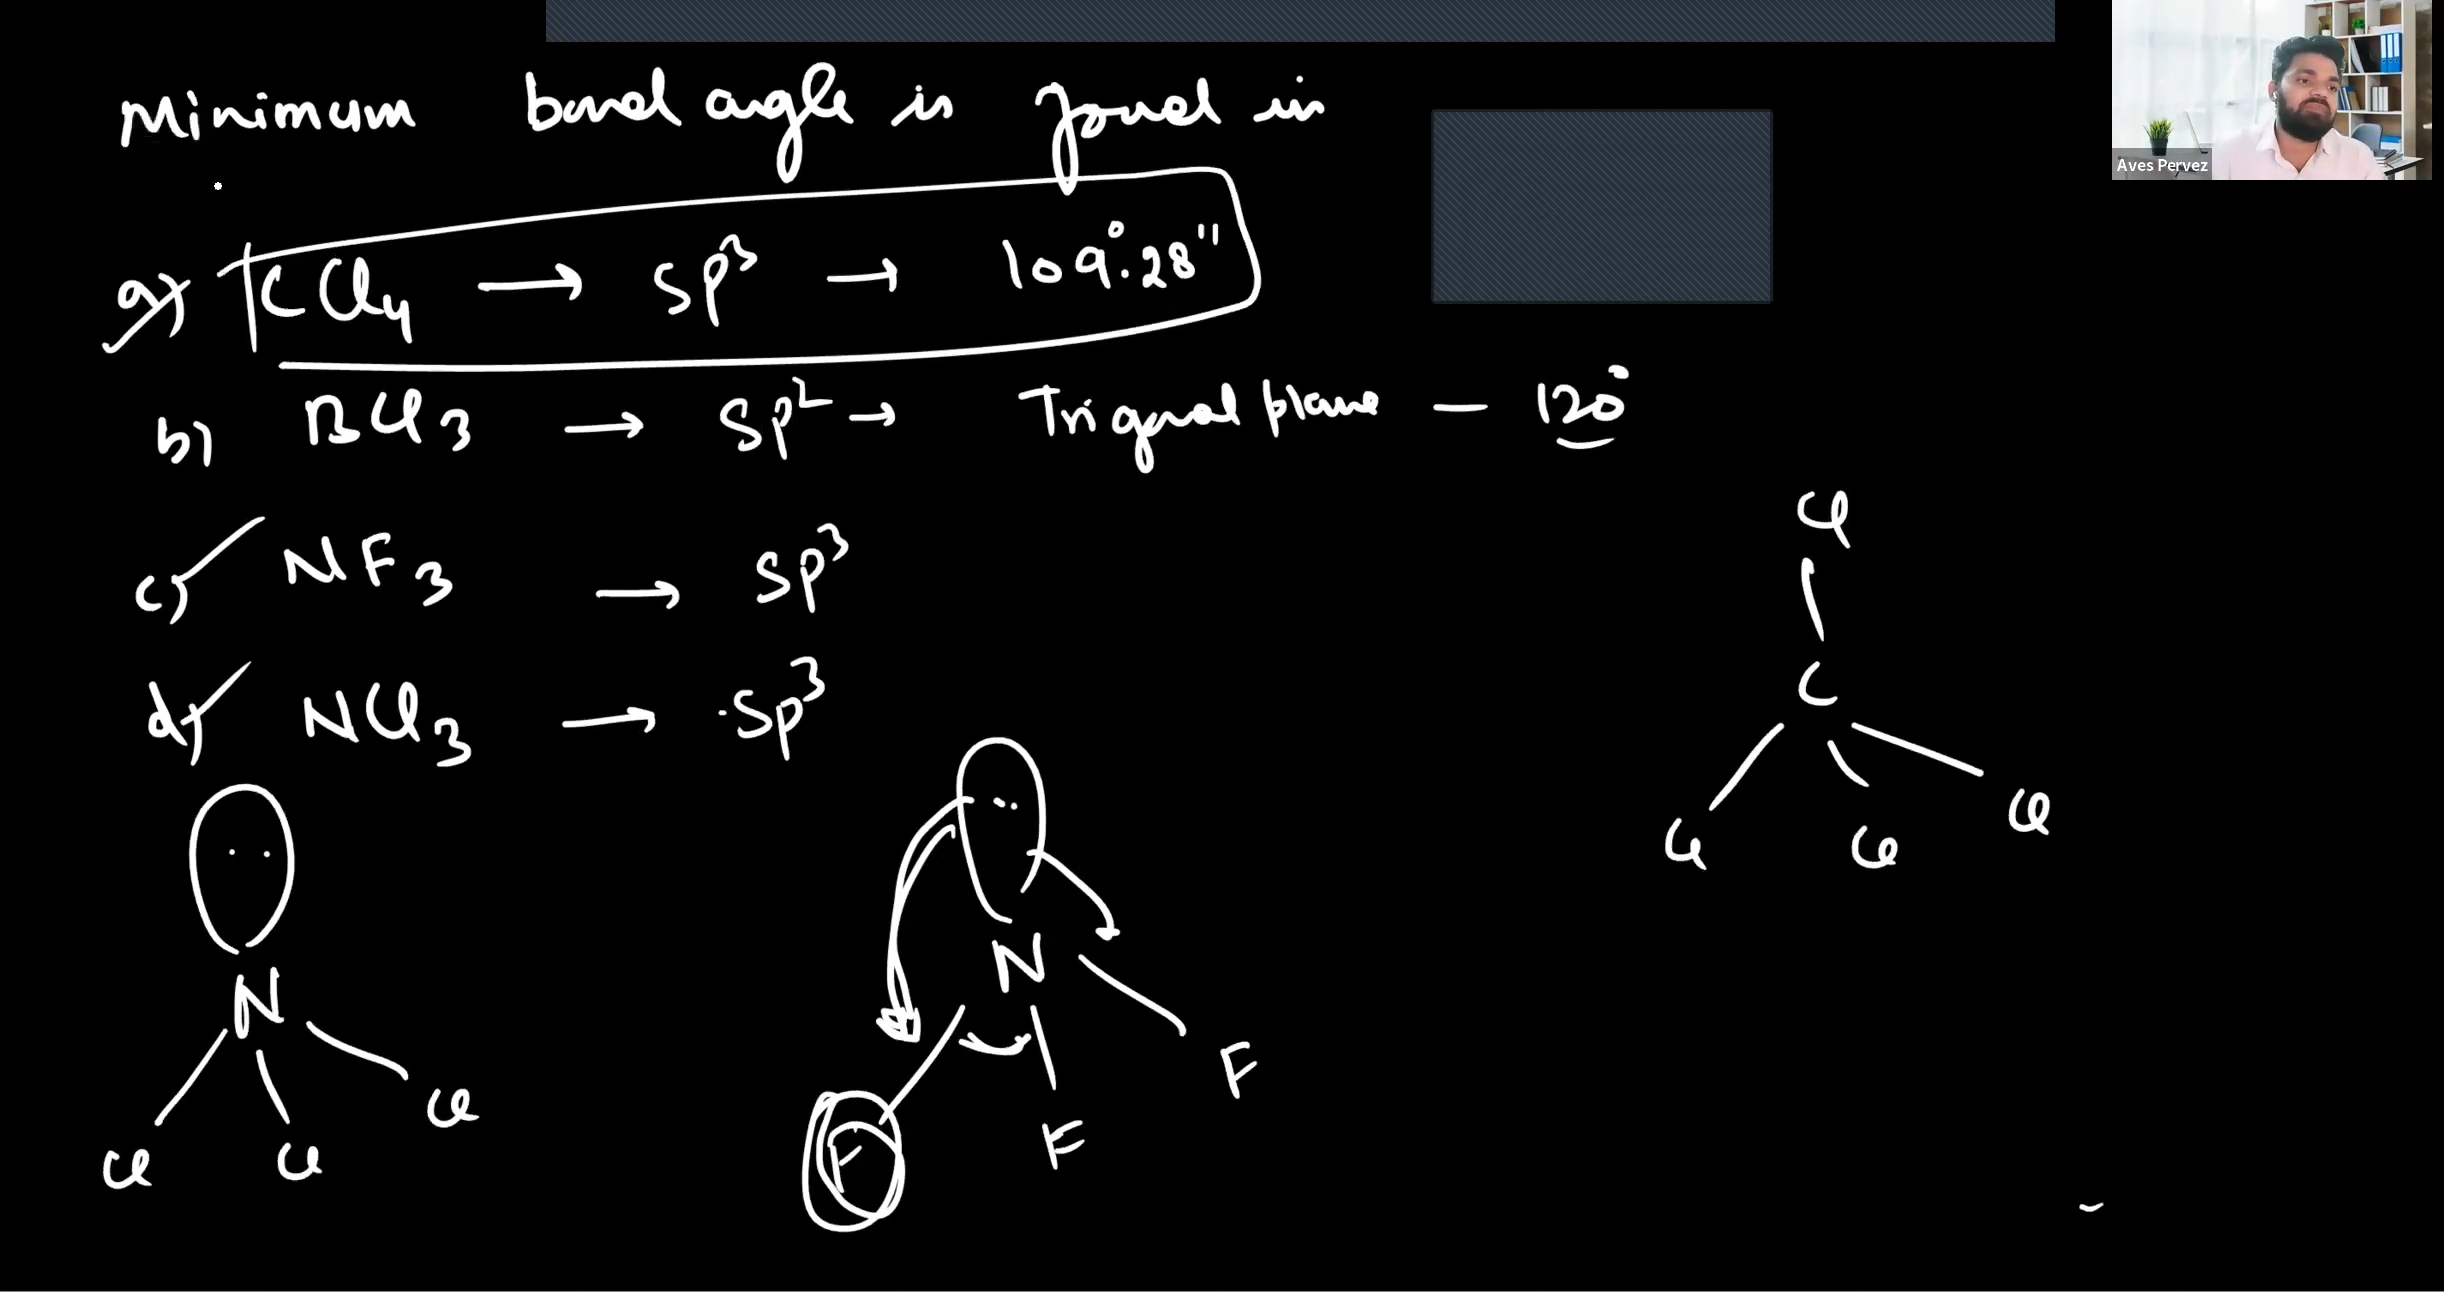 Minimum bond angle is found in
Aves Pervez
a) CCl4 → sp3 → 109°.28"
b) BCl3 → sp2 → Trigonal plane — 120°
c) NF3 → sp3
d) NCl3 → sp3
Cl
C
Cl Cl Cl
N
Cl Cl Cl
N
F F F